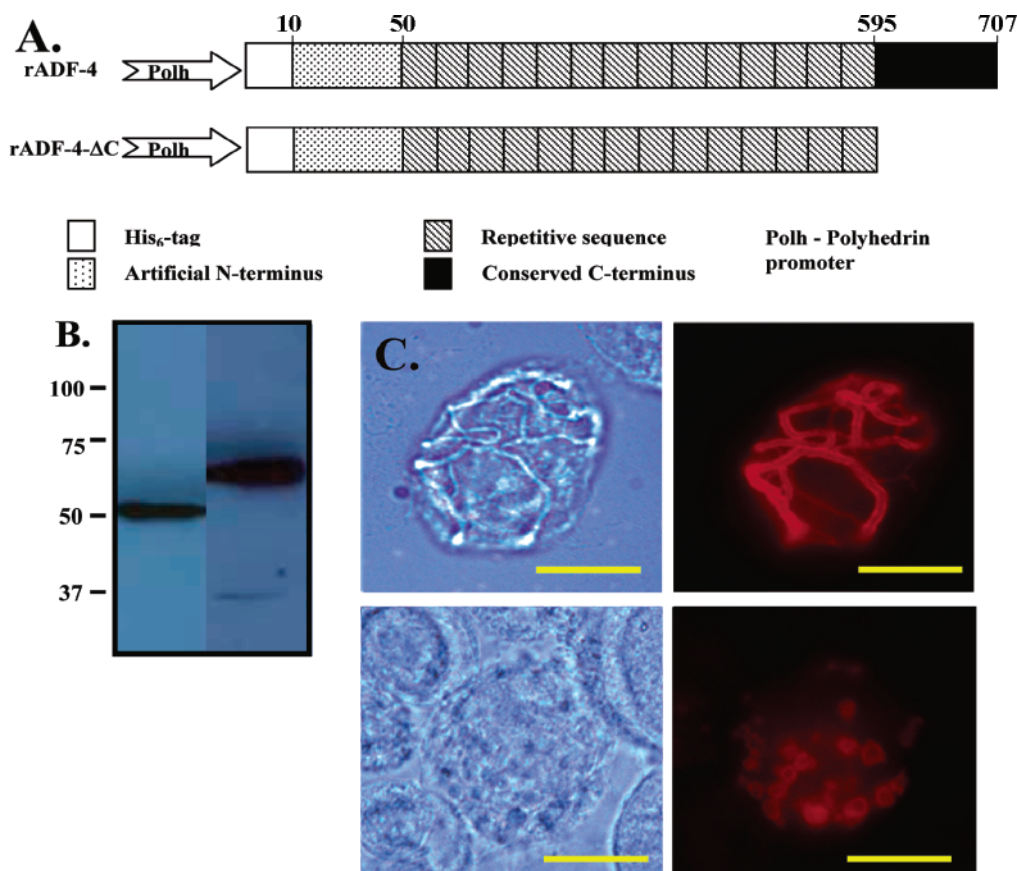 A.
10 50 595 707
rADF-4 Polh
rADF-4-ΔC Polh
His₆-tag
Artificial N-terminus
Repetitive sequence
Conserved C-terminus
Polh - Polyhedrin
promoter
B.
100
75
50
37
C.